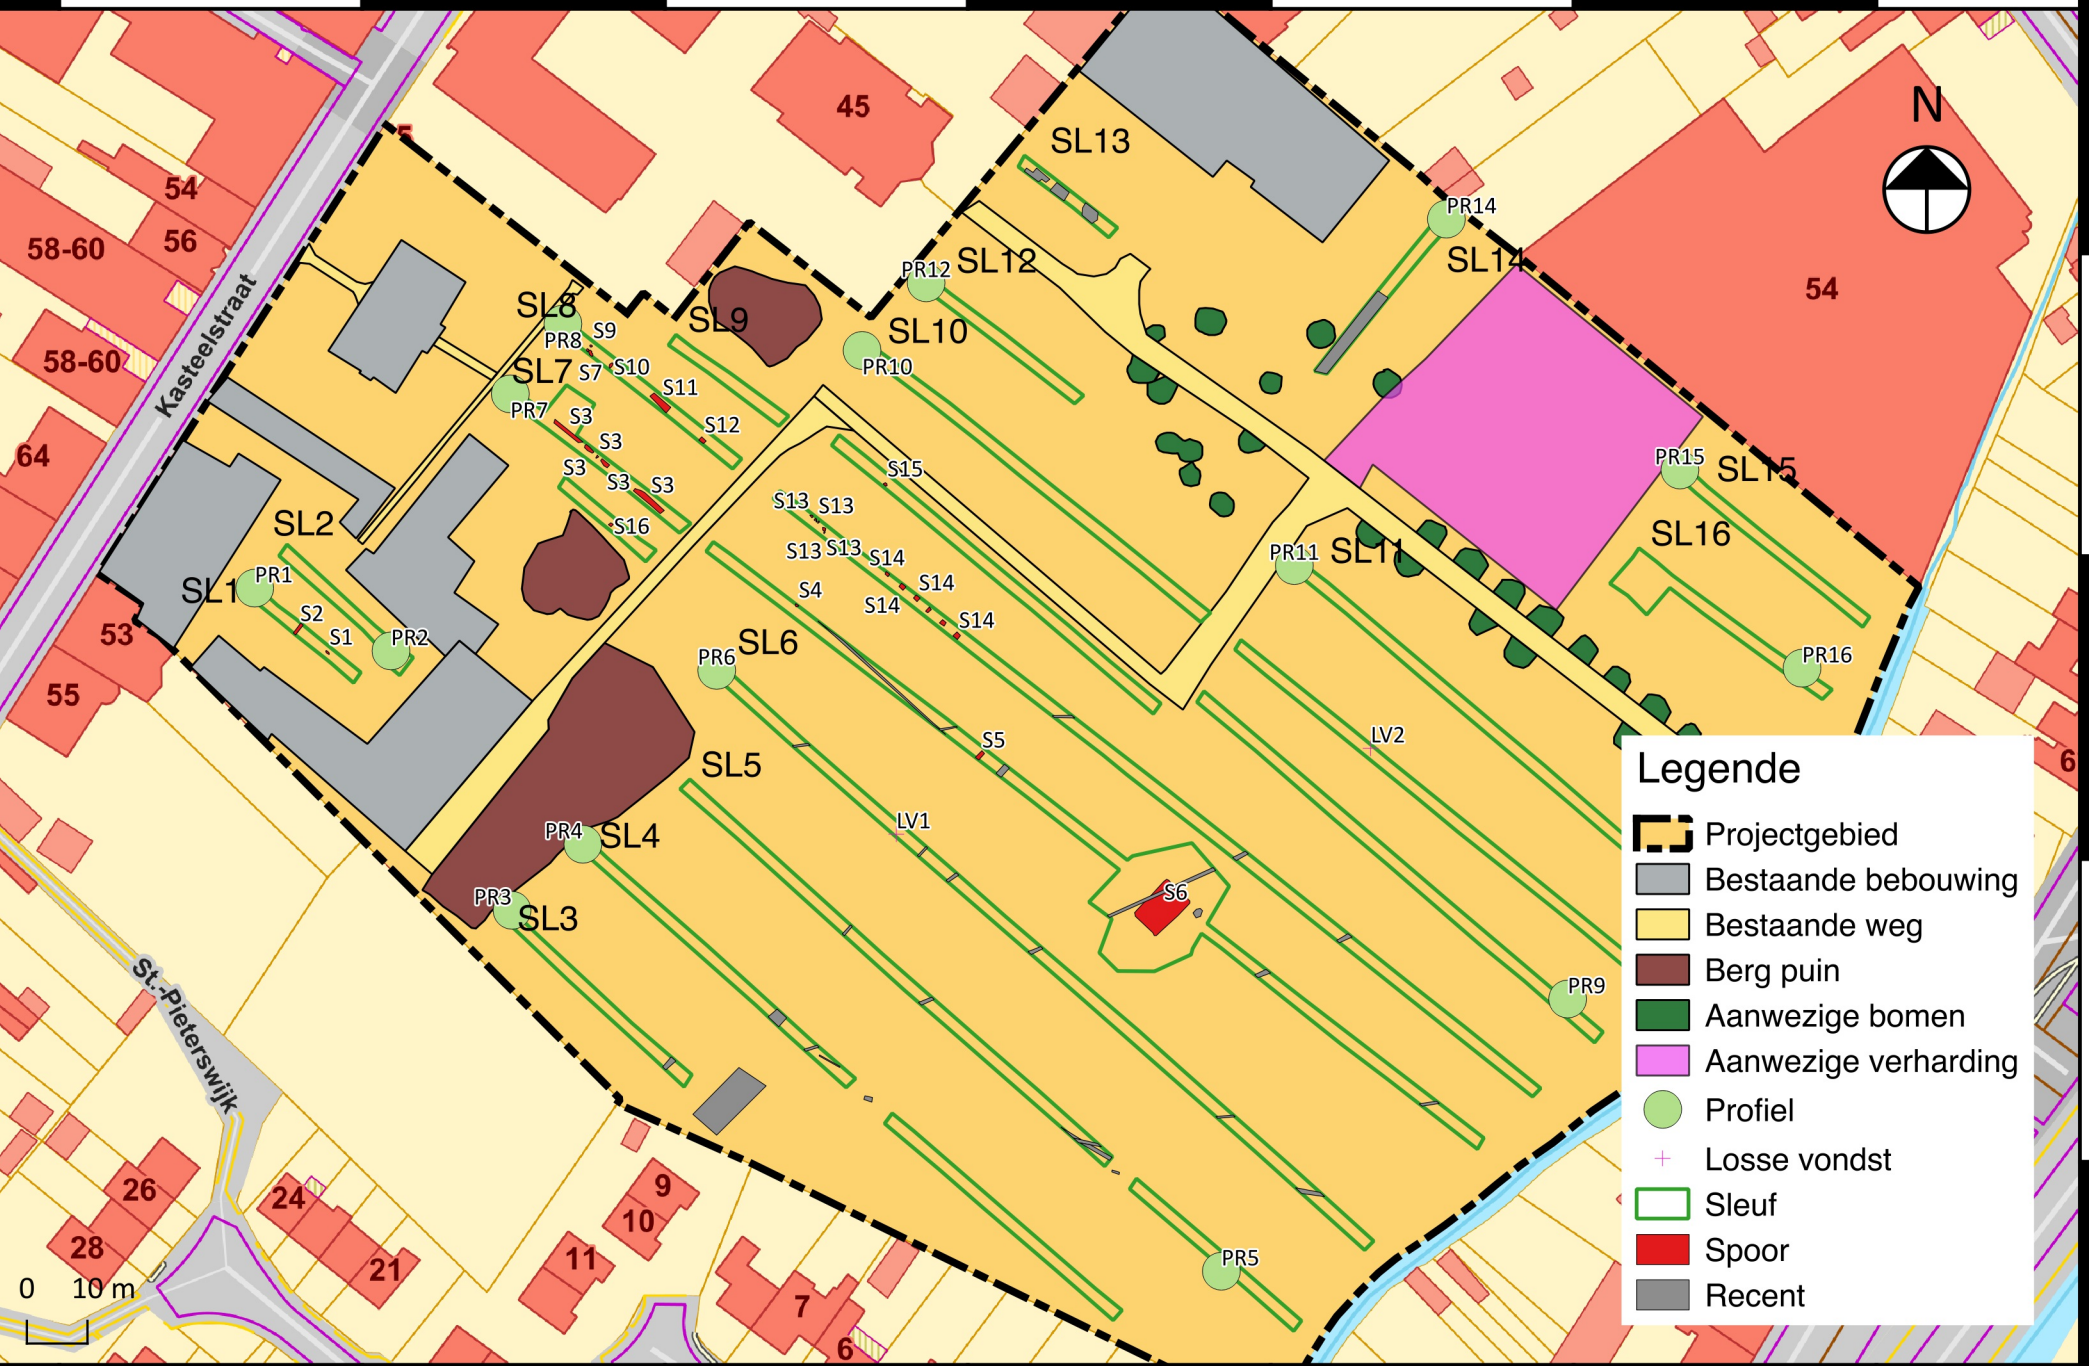 5
45
54
56
58-60
58-60
64
53
55
Kasteelstraat
54
N
SL13
PR14
SL14
SL12
PR12
SL8
PR8
S9
S10
S7
SL9
SL10
PR10
SL7
PR7
S11
S12
S3
S3
S3
S3
S3
S16
S15
PR15
SL15
SL16
PR16
SL2
SL1
PR1
S2
S1
PR2
S13
S13
S13
S13
S14
S14
S14
S14
S4
PR11
SL11
SL6
PR6
S5
LV2
SL5
LV1
PR4
SL4
PR3
SL3
S6
PR9
PR5
St.-Pieterswijk
26
28
24
21
9
10
11
7
6
6
0 10 m
Legende
Projectgebied
Bestaande bebouwing
Bestaande weg
Berg puin
Aanwezige bomen
Aanwezige verharding
Profiel
Losse vondst
Sleuf
Spoor
Recent